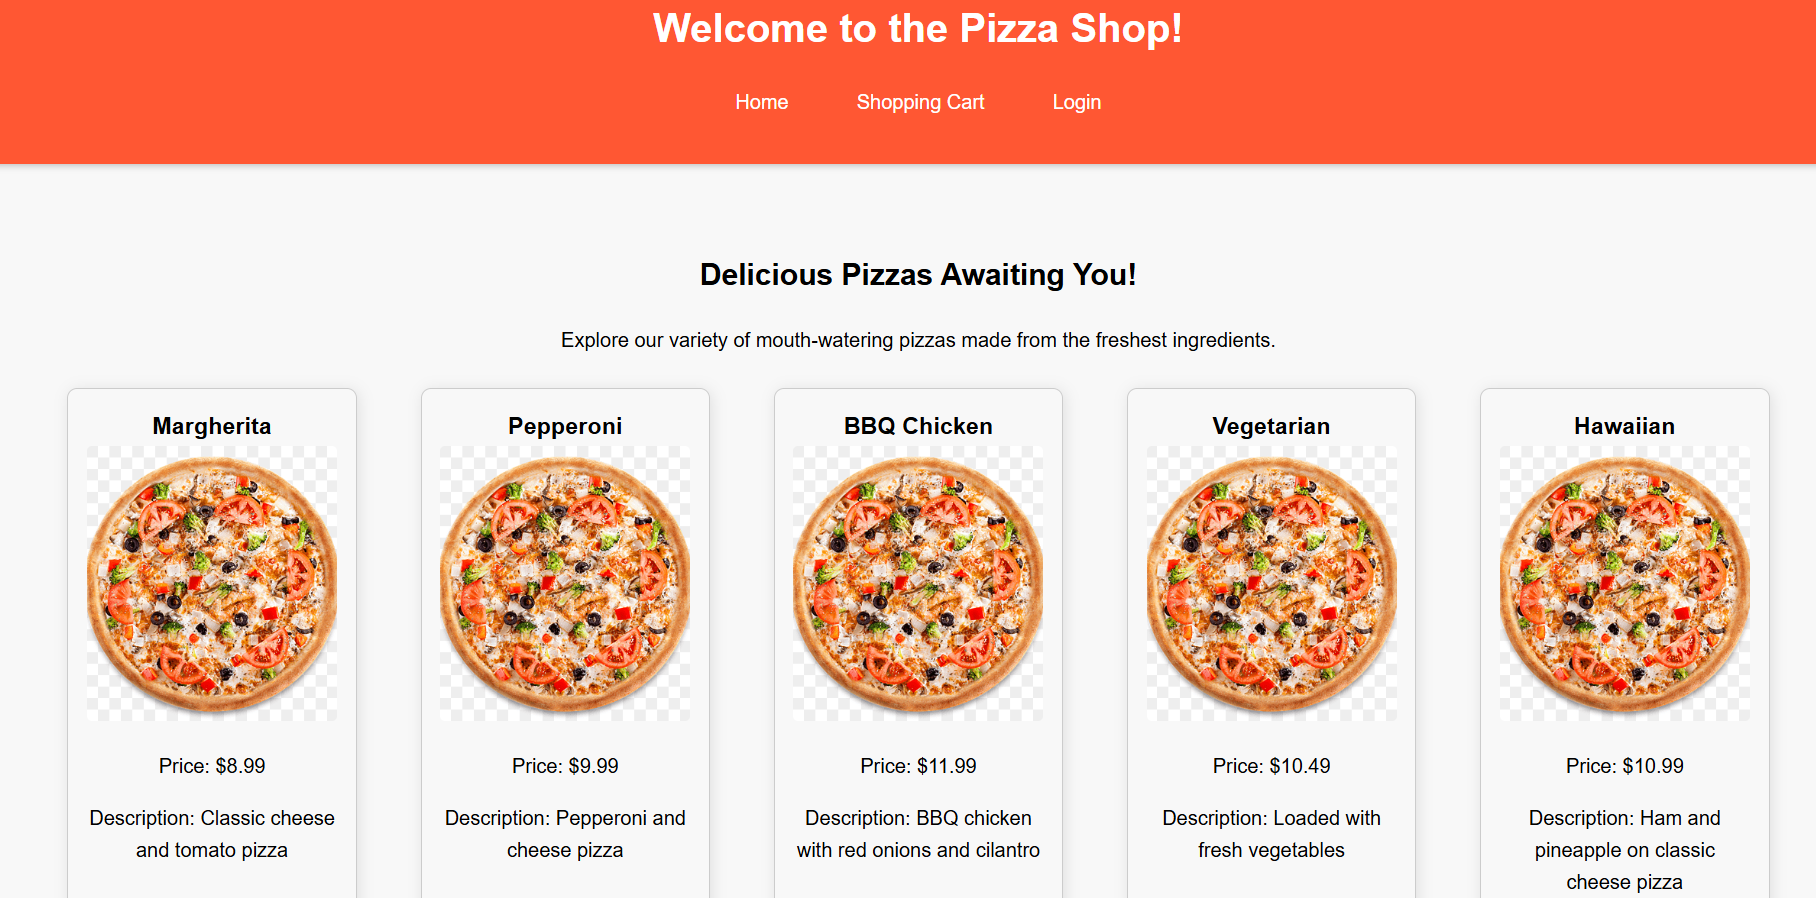 Welcome to the Pizza Shop!
Home Shopping Cart Login
Delicious Pizzas Awaiting You!
Explore our variety of mouth-watering pizzas made from the freshest ingredients.
Margherita
Price: $8.99
Description: Classic cheese
and tomato pizza
Pepperoni
Price: $9.99
Description: Pepperoni and
cheese pizza
BBQ Chicken
Price: $11.99
Description: BBQ chicken
with red onions and cilantro
Vegetarian
Price: $10.49
Description: Loaded with
fresh vegetables
Hawaiian
Price: $10.99
Description: Ham and
pineapple on classic
cheese pizza